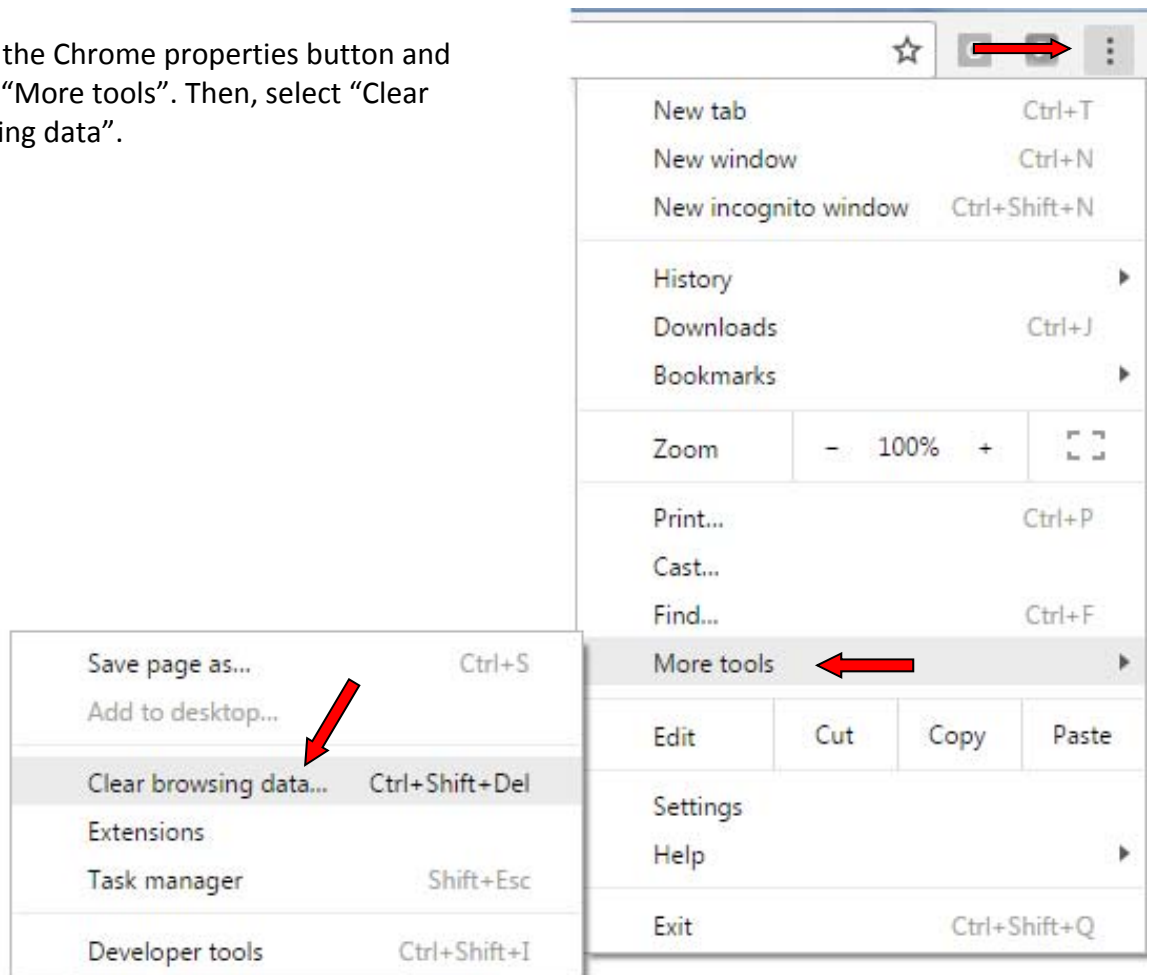 the Chrome properties button and
“More tools”. Then, select “Clear
ing data”.
New tab Ctrl+T
New window Ctrl+N
New incognito window Ctrl+Shift+N
History
Downloads Ctrl+J
Bookmarks
Zoom - 100% +
Print... Ctrl+P
Cast...
Find... Ctrl+F
More tools
Edit Cut Copy Paste
Settings
Help
Exit Ctrl+Shift+Q
Save page as... Ctrl+S
Add to desktop...
Clear browsing data... Ctrl+Shift+Del
Extensions
Task manager Shift+Esc
Developer tools Ctrl+Shift+I